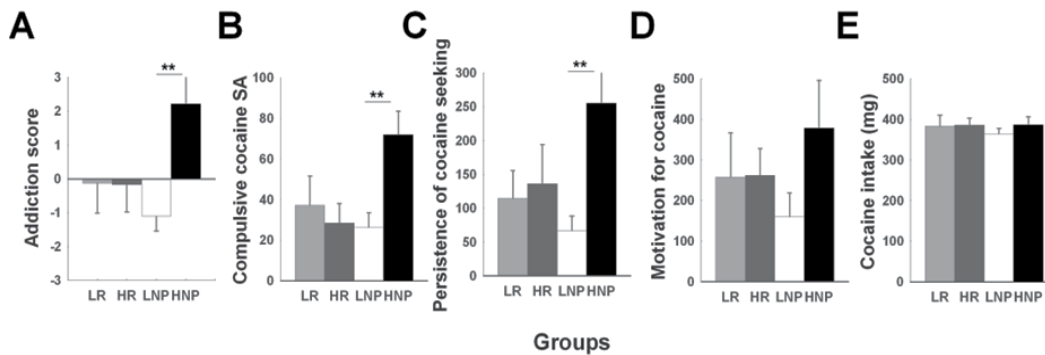 A
Addiction score
3
2
1
0
-1
-2
-3
**
LR HR LNP HNP
B
Compulsive cocaine SA
100
80
60
40
20
0
**
LR HR LNP HNP
C
Persistence of cocaine seeking
300
250
200
150
100
50
0
**
LR HR LNP HNP
D
Motivation for cocaine
500
400
300
200
100
0
LR HR LNP HNP
E
Cocaine intake (mg)
500
400
300
200
100
0
LR HR LNP HNP
Groups